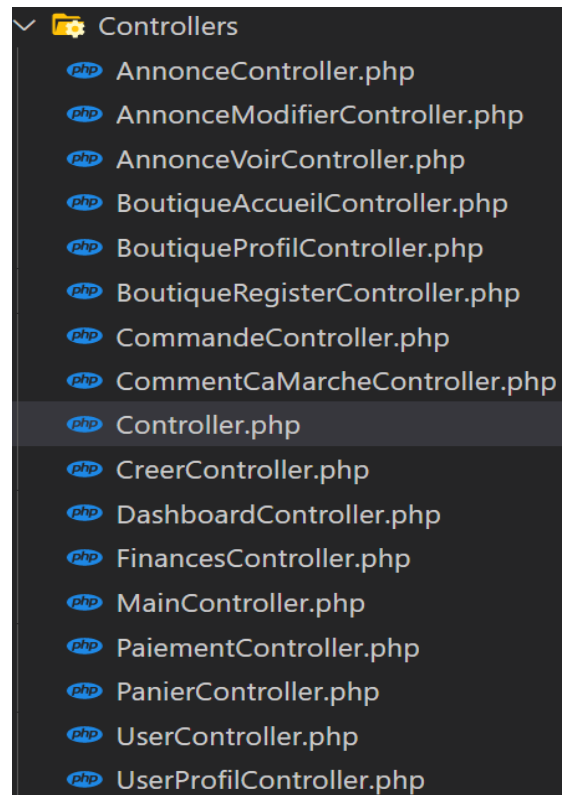 Controllers
php AnnonceController.php
php AnnonceModifierController.php
php AnnonceVoirController.php
php BoutiqueAccueilController.php
php BoutiqueProfilController.php
php BoutiqueRegisterController.php
php CommandeController.php
php CommentCaMarcheController.php
php Controller.php
php CreerController.php
php DashboardController.php
php FinancesController.php
php MainController.php
php PaiementController.php
php PanierController.php
php UserController.php
php UserProfilController.php